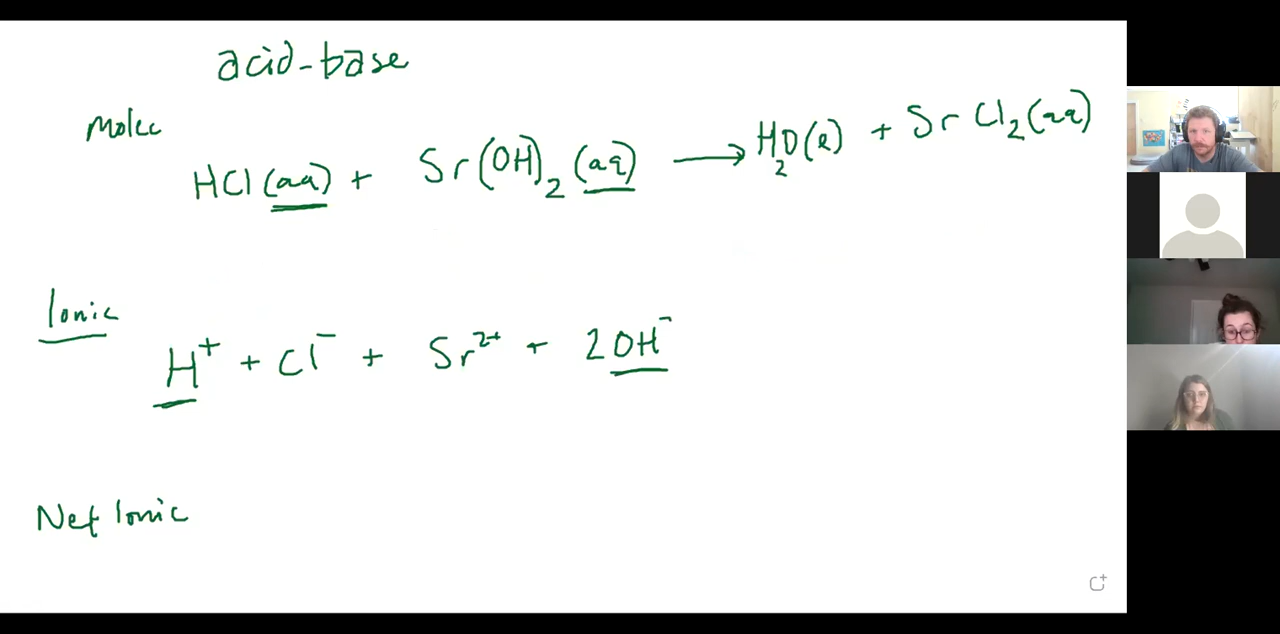 acid-base
Molec
HCl (aq) + Sr(OH)₂ (aq) → H₂O(l) + SrCl₂(aq)
Ionic
H⁺ + Cl⁻ + Sr²⁺ + 2OH⁻
Net Ionic